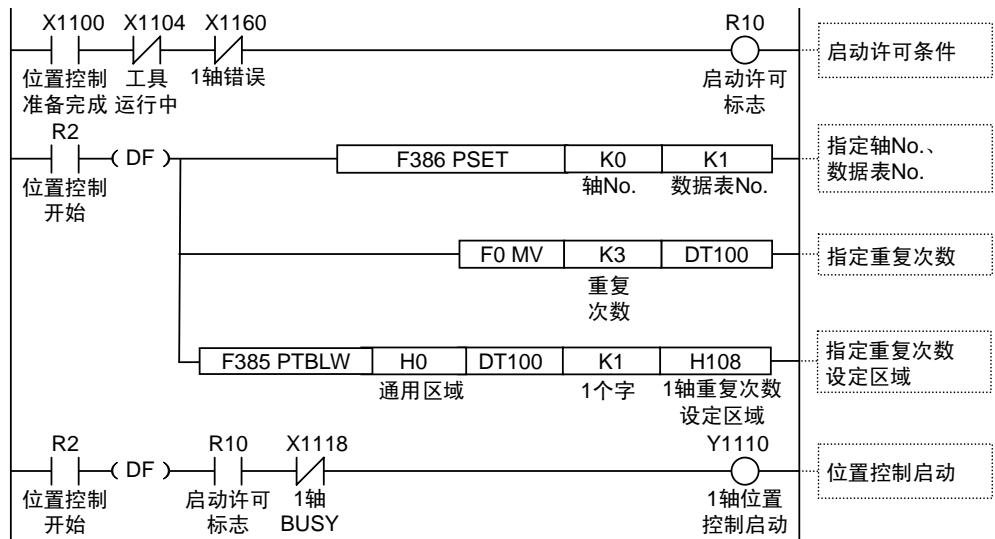 X1100 X1104 X1160 R10
位置控制 工具 1轴错误 启动许可 启动许可条件
准备完成 运行中 标志
R2
( DF ) F386 PSET K0 K1 指定轴No.、
位置控制 轴No. 数据表No. 数据表No.
开始
F0 MV K3 DT100 指定重复次数
重复
次数
F385 PTBLW H0 DT100 K1 H108 指定重复次数
通用区域 1个字 1轴重复次数 设定区域
设定区域
R2 R10 X1118 Y1110
( DF ) 位置控制启动
位置控制 启动许可 1轴 1轴位置
开始 标志 BUSY 控制启动